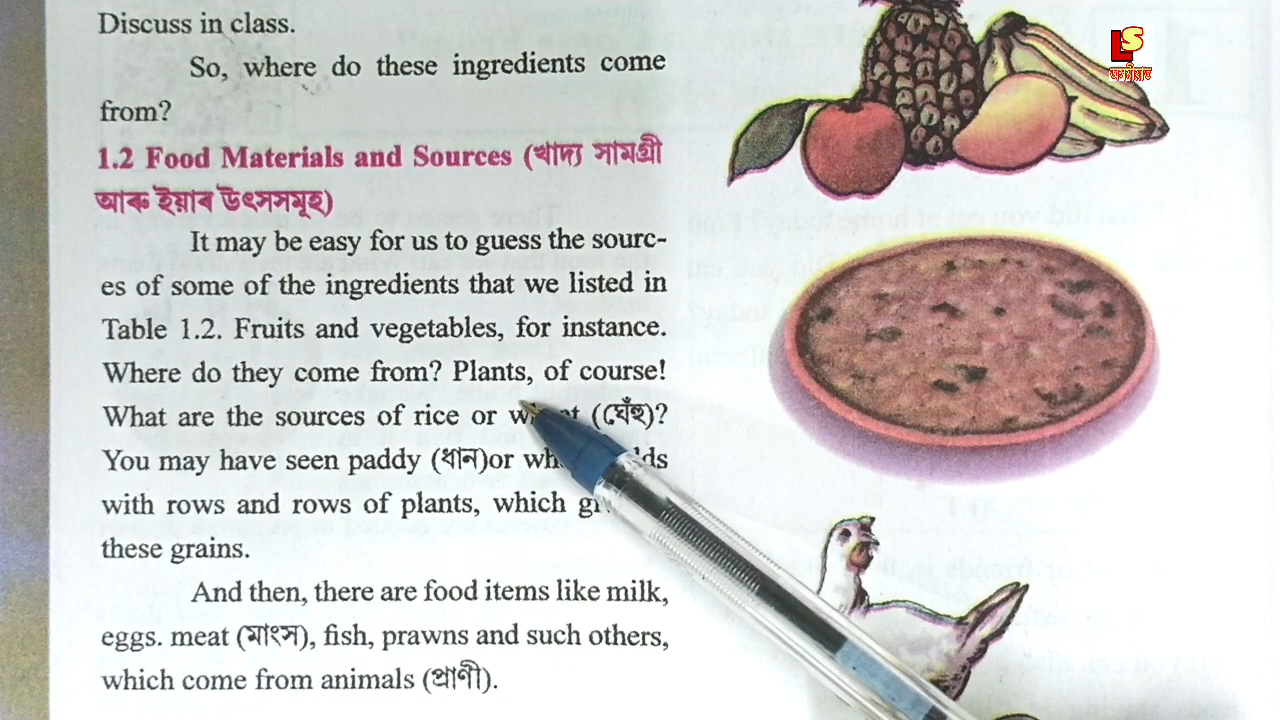 Discuss in class.
So, where do these ingredients come
from?
1.2 Food Materials and Sources (খাদ্য সামগ্ৰী
আৰু ইয়াৰ উৎসসমূহ)
It may be easy for us to guess the sourc-
es of some of the ingredients that we listed in
Table 1.2. Fruits and vegetables, for instance.
Where do they come from? Plants, of course!
What are the sources of rice or (ঘেঁহু)?
You may have seen paddy (ধান)or
with rows and rows of plants, which
these grains.
And then, there are food items like milk,
eggs. meat (মাংস), fish, prawns and such others,
which come from animals (প্ৰাণী).
LS